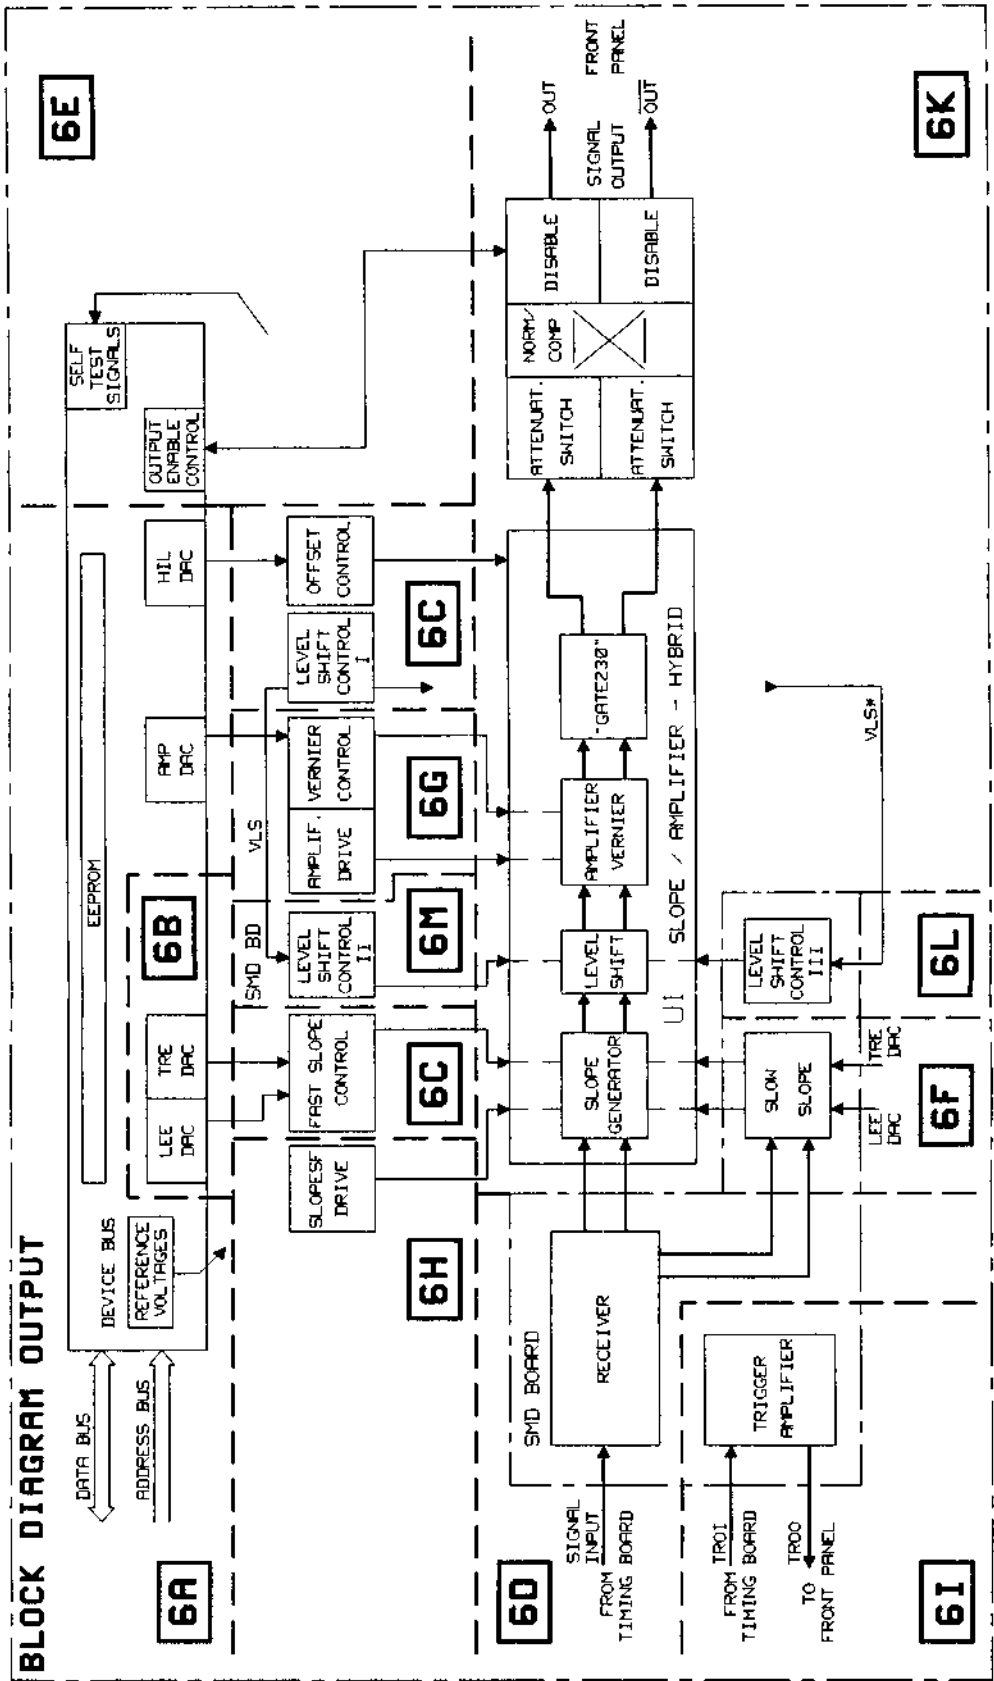 BLOCK DIAGRAM OUTPUT
6A
DATA BUS
ADDRESS BUS
DEVICE BUS
REFERENCE
VOLTAGES
EEPROM
LEE
DAC
TRE
DAC
AMP
DAC
HIL
DAC
OUTPUT
ENABLE
CONTROL
SELF
TEST
SIGNALS
6E
6B
SLOPESF
DRIVE
FAST SLOPE
CONTROL
SMD BD
LEVEL
SHIFT
CONTROL
II
VLS
AMPLIF.
DRIVE
VERNIER
CONTROL
LEVEL
SHIFT
CONTROL
I
OFFSET
CONTROL
6H
6C
6M
6G
6C
6D
SIGNAL
INPUT
FROM
TIMING BOARD
SMD BOARD
RECEIVER
SLOPE
GENERATOR
LEVEL
SHIFT
AMPLIFIER
VERNIER
"GATE230"
U1
SLOPE / AMPLIFIER - HYBRID
ATTENUAT.
SWITCH
ATTENUAT.
SWITCH
NORM/
COMP
DISABLE
DISABLE
OUT
OUT
SIGNAL
OUTPUT
FRONT
PANEL
TROI
FROM
TIMING BOARD
TROO
TO
FRONT PANEL
TRIGGER
AMPLIFIER
SLOW
SLOPE
LEE
DAC
TRE
DAC
LEVEL
SHIFT
CONTROL
III
VLS*
6I
6F
6L
6K